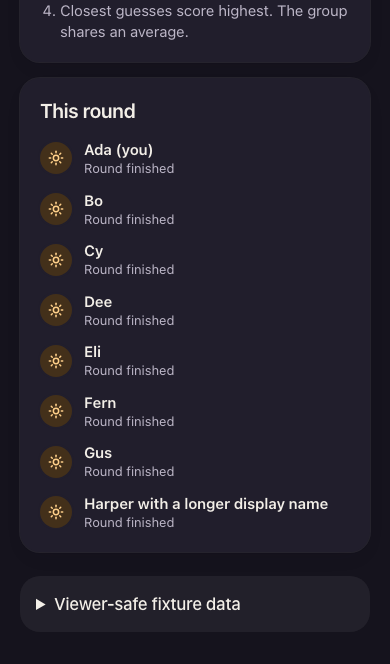 4. Closest guesses score highest. The group
shares an average.
This round
Ada (you)
Round finished
Bo
Round finished
Cy
Round finished
Dee
Round finished
Eli
Round finished
Fern
Round finished
Gus
Round finished
Harper with a longer display name
Round finished
Viewer-safe fixture data